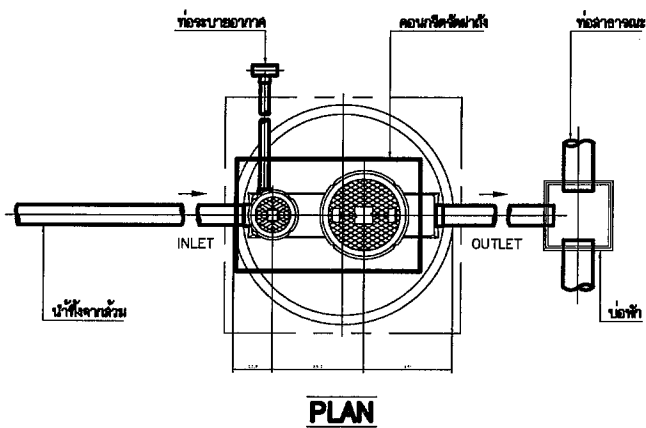 ท่อระบายอากาศ
คอนกรีตรัดฝาถัง
ท่อสาธารณะ
INLET
OUTLET
น้ำทิ้งจากส้วม
บ่อพัก
PLAN